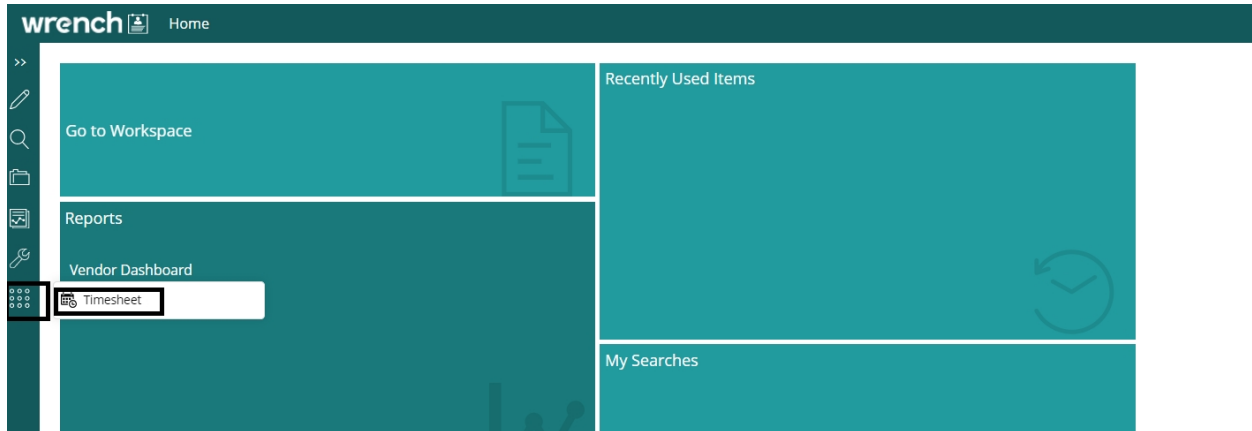 wrench Home
Go to Workspace
Recently Used Items
Reports
Vendor Dashboard
Timesheet
My Searches